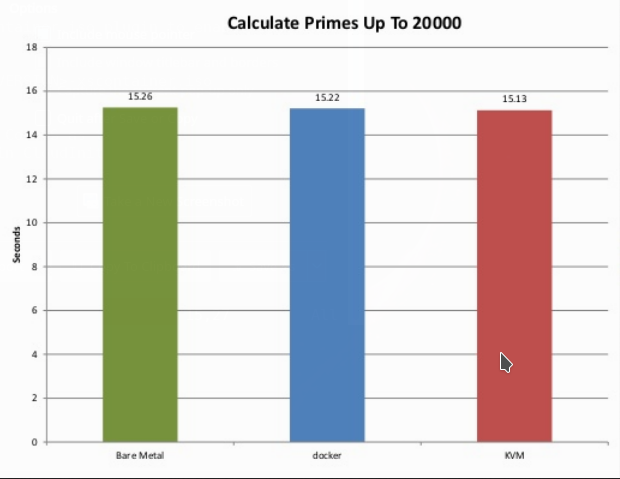 Calculate Primes Up To 20000
18
16
14
12
10
8
6
4
2
0
Seconds
15.26
15.22
15.13
Bare Metal
docker
KVM